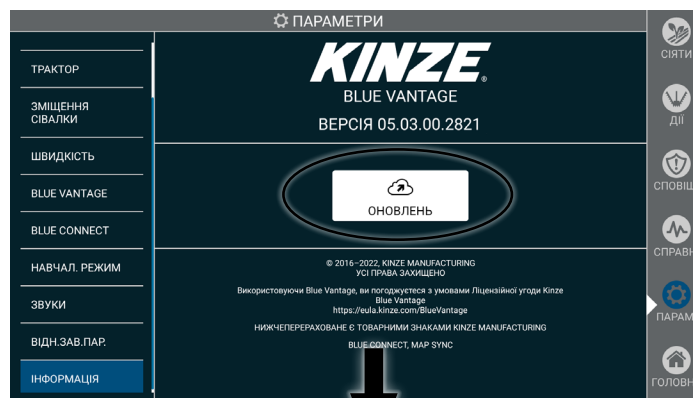 ПАРАМЕТРИ
ТРАКТОР
ЗМІЩЕННЯ
СІВАЛКИ
ШВИДКІСТЬ
BLUE VANTAGE
BLUE CONNECT
НАВЧАЛ. РЕЖИМ
ЗВУКИ
ВІДН.ЗАВ.ПАР.
ІНФОРМАЦІЯ
KINZE®
BLUE VANTAGE
ВЕРСІЯ 05.03.00.2821
ОНОВЛЕНЬ
© 2016–2022, KINZE MANUFACTURING
УСІ ПРАВА ЗАХИЩЕНО
Використовуючи Blue Vantage, ви погоджуєтеся з умовами Ліцензійної угоди Kinze
Blue Vantage
https://eula.kinze.com/BlueVantage
НИЖЧЕПЕРЕРАХОВАНЕ Є ТОВАРНИМИ ЗНАКАМИ KINZE MANUFACTURING
BLUE CONNECT, MAP SYNC
СІЯТИ
ДІЇ
СПОВІЩ
СПРАВН
ПАРАМ
ГОЛОВН